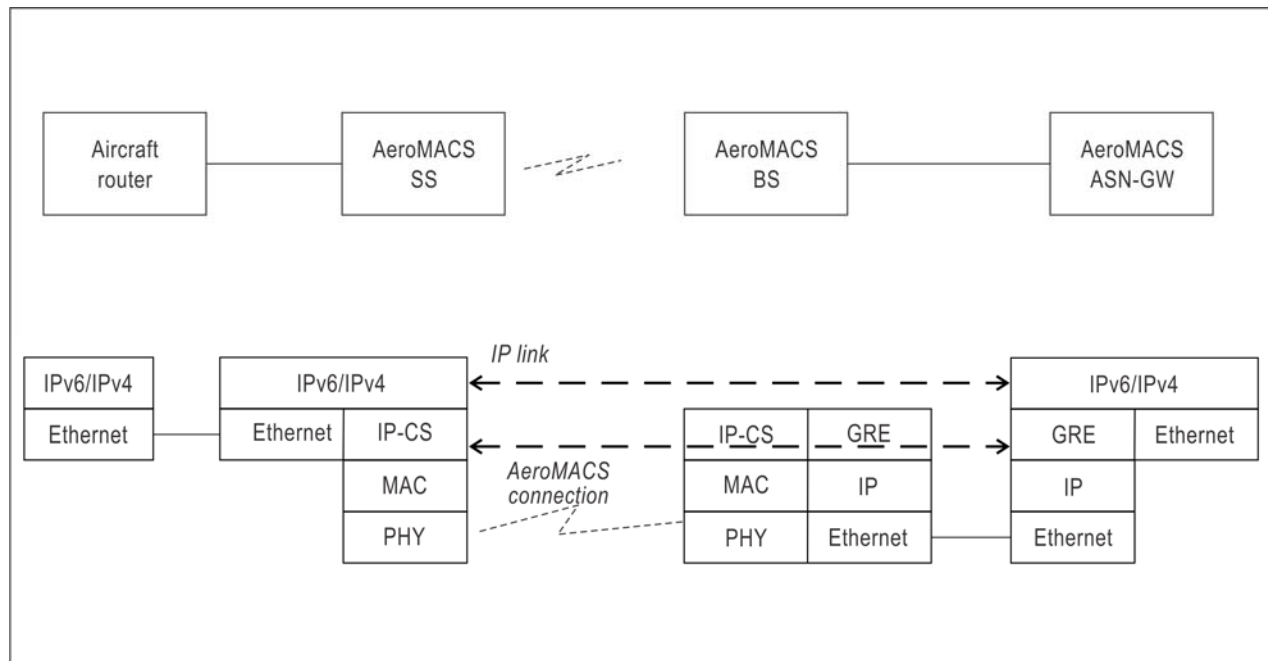 Aircraft
router
AeroMACS
SS
AeroMACS
BS
AeroMACS
ASN-GW
IP link
IPv6/IPv4
IPv6/IPv4
IPv6/IPv4
Ethernet
Ethernet
IP-CS
IP-CS
GRE
GRE
Ethernet
AeroMACS
connection
MAC
MAC
IP
IP
PHY
PHY
Ethernet
Ethernet